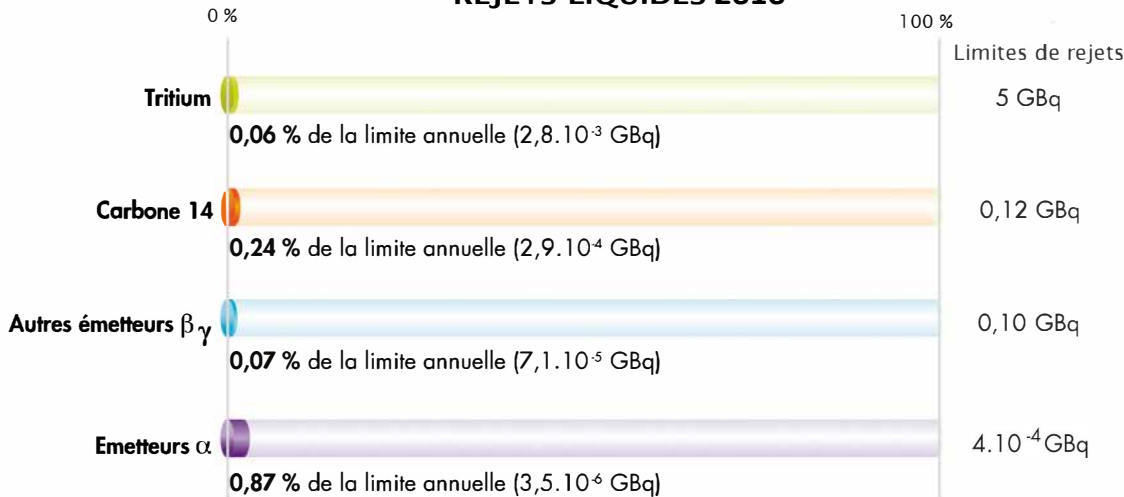 0 %
100 %
Limites de rejets
Tritium
5 GBq
0,06 % de la limite annuelle (2,8.10⁻³ GBq)
Carbone 14
0,12 GBq
0,24 % de la limite annuelle (2,9.10⁻⁴ GBq)
Autres émetteurs βγ
0,10 GBq
0,07 % de la limite annuelle (7,1.10⁻⁵ GBq)
Emetteurs α
4.10⁻⁴ GBq
0,87 % de la limite annuelle (3,5.10⁻⁶ GBq)